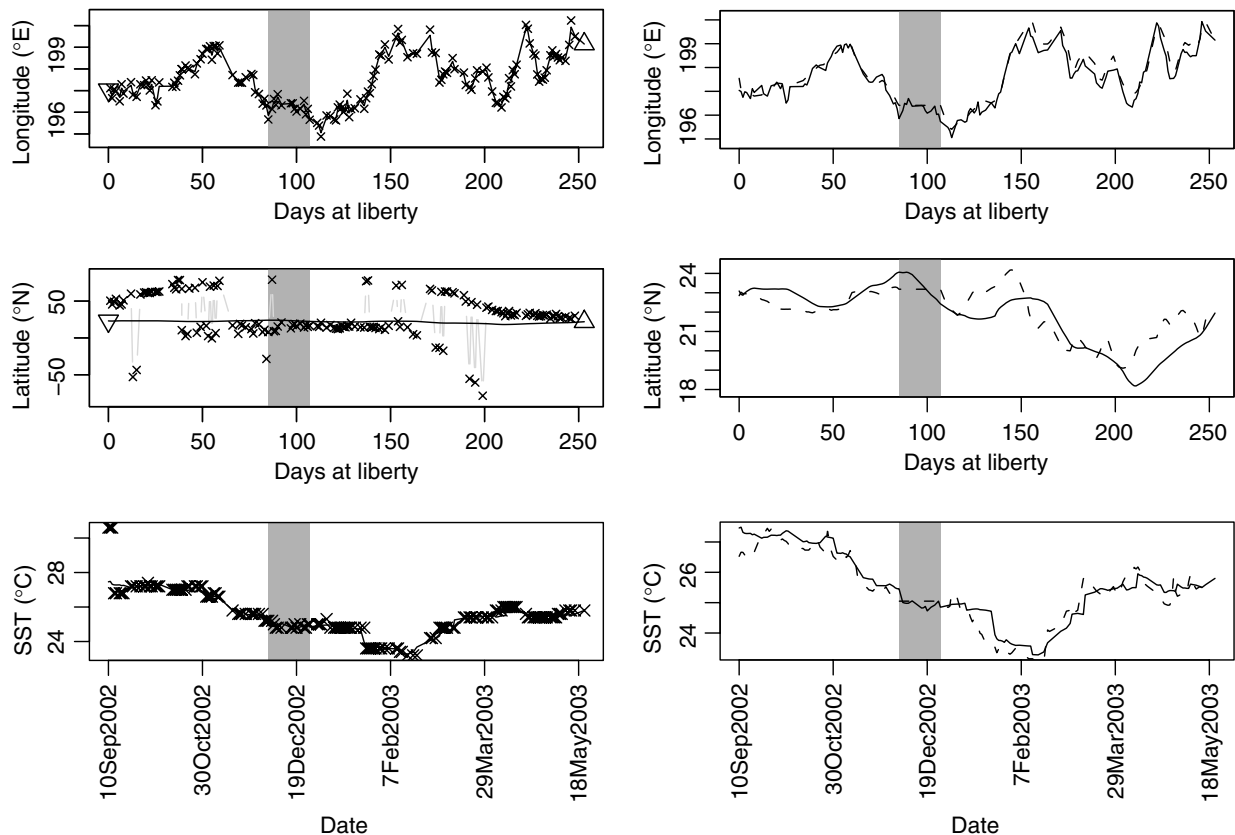 Longitude (°E)
199
196
0 50 100 150 200 250
Days at liberty
Longitude (°E)
199
196
0 50 100 150 200 250
Days at liberty
Latitude (°N)
50
−50
0 50 100 150 200 250
Days at liberty
Latitude (°N)
24
21
18
0 50 100 150 200 250
Days at liberty
SST (°C)
28
24
10Sep2002
30Oct2002
19Dec2002
7Feb2003
29Mar2003
18May2003
Date
SST (°C)
26
24
10Sep2002
30Oct2002
19Dec2002
7Feb2003
29Mar2003
18May2003
Date